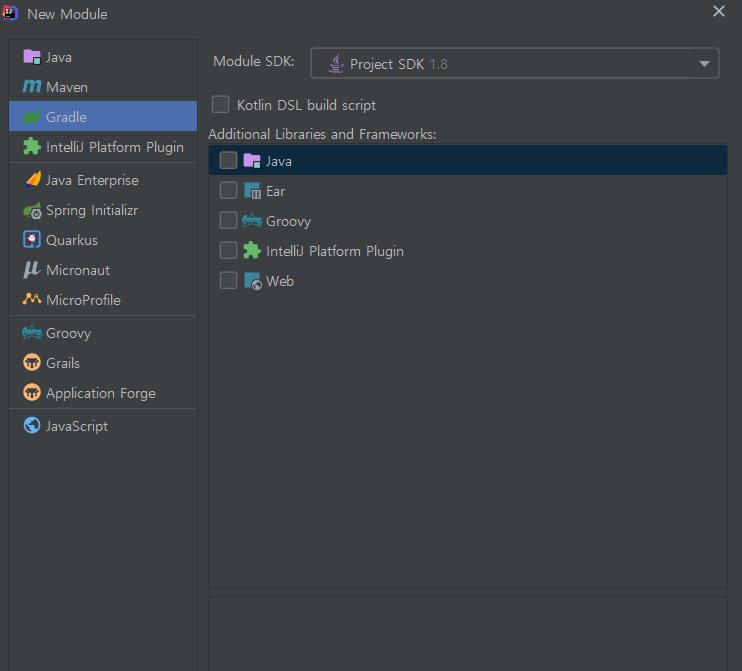 New Module
Java
Maven
Gradle
IntelliJ Platform Plugin
Java Enterprise
Spring Initializr
Quarkus
Micronaut
MicroProfile
Groovy
Grails
Application Forge
JavaScript
Module SDK: Project SDK 1.8
Kotlin DSL build script
Additional Libraries and Frameworks:
Java
Ear
Groovy
IntelliJ Platform Plugin
Web